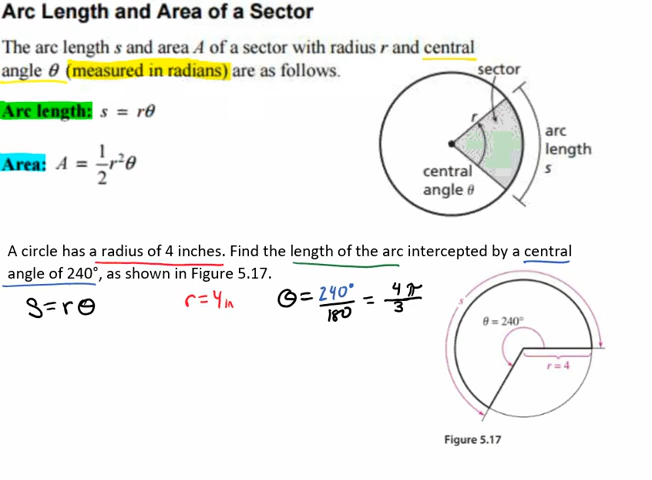 Arc Length and Area of a Sector
The arc length s and area A of a sector with radius r and central
angle θ (measured in radians) are as follows.
Arc length: s = rθ
Area: A = 1/2 r²θ
sector
r
arc
length
s
central
angle θ
A circle has a radius of 4 inches. Find the length of the arc intercepted by a central
angle of 240°, as shown in Figure 5.17.
S=rθ r=4in θ=240°/180=4π/3
s
θ = 240°
r = 4
Figure 5.17